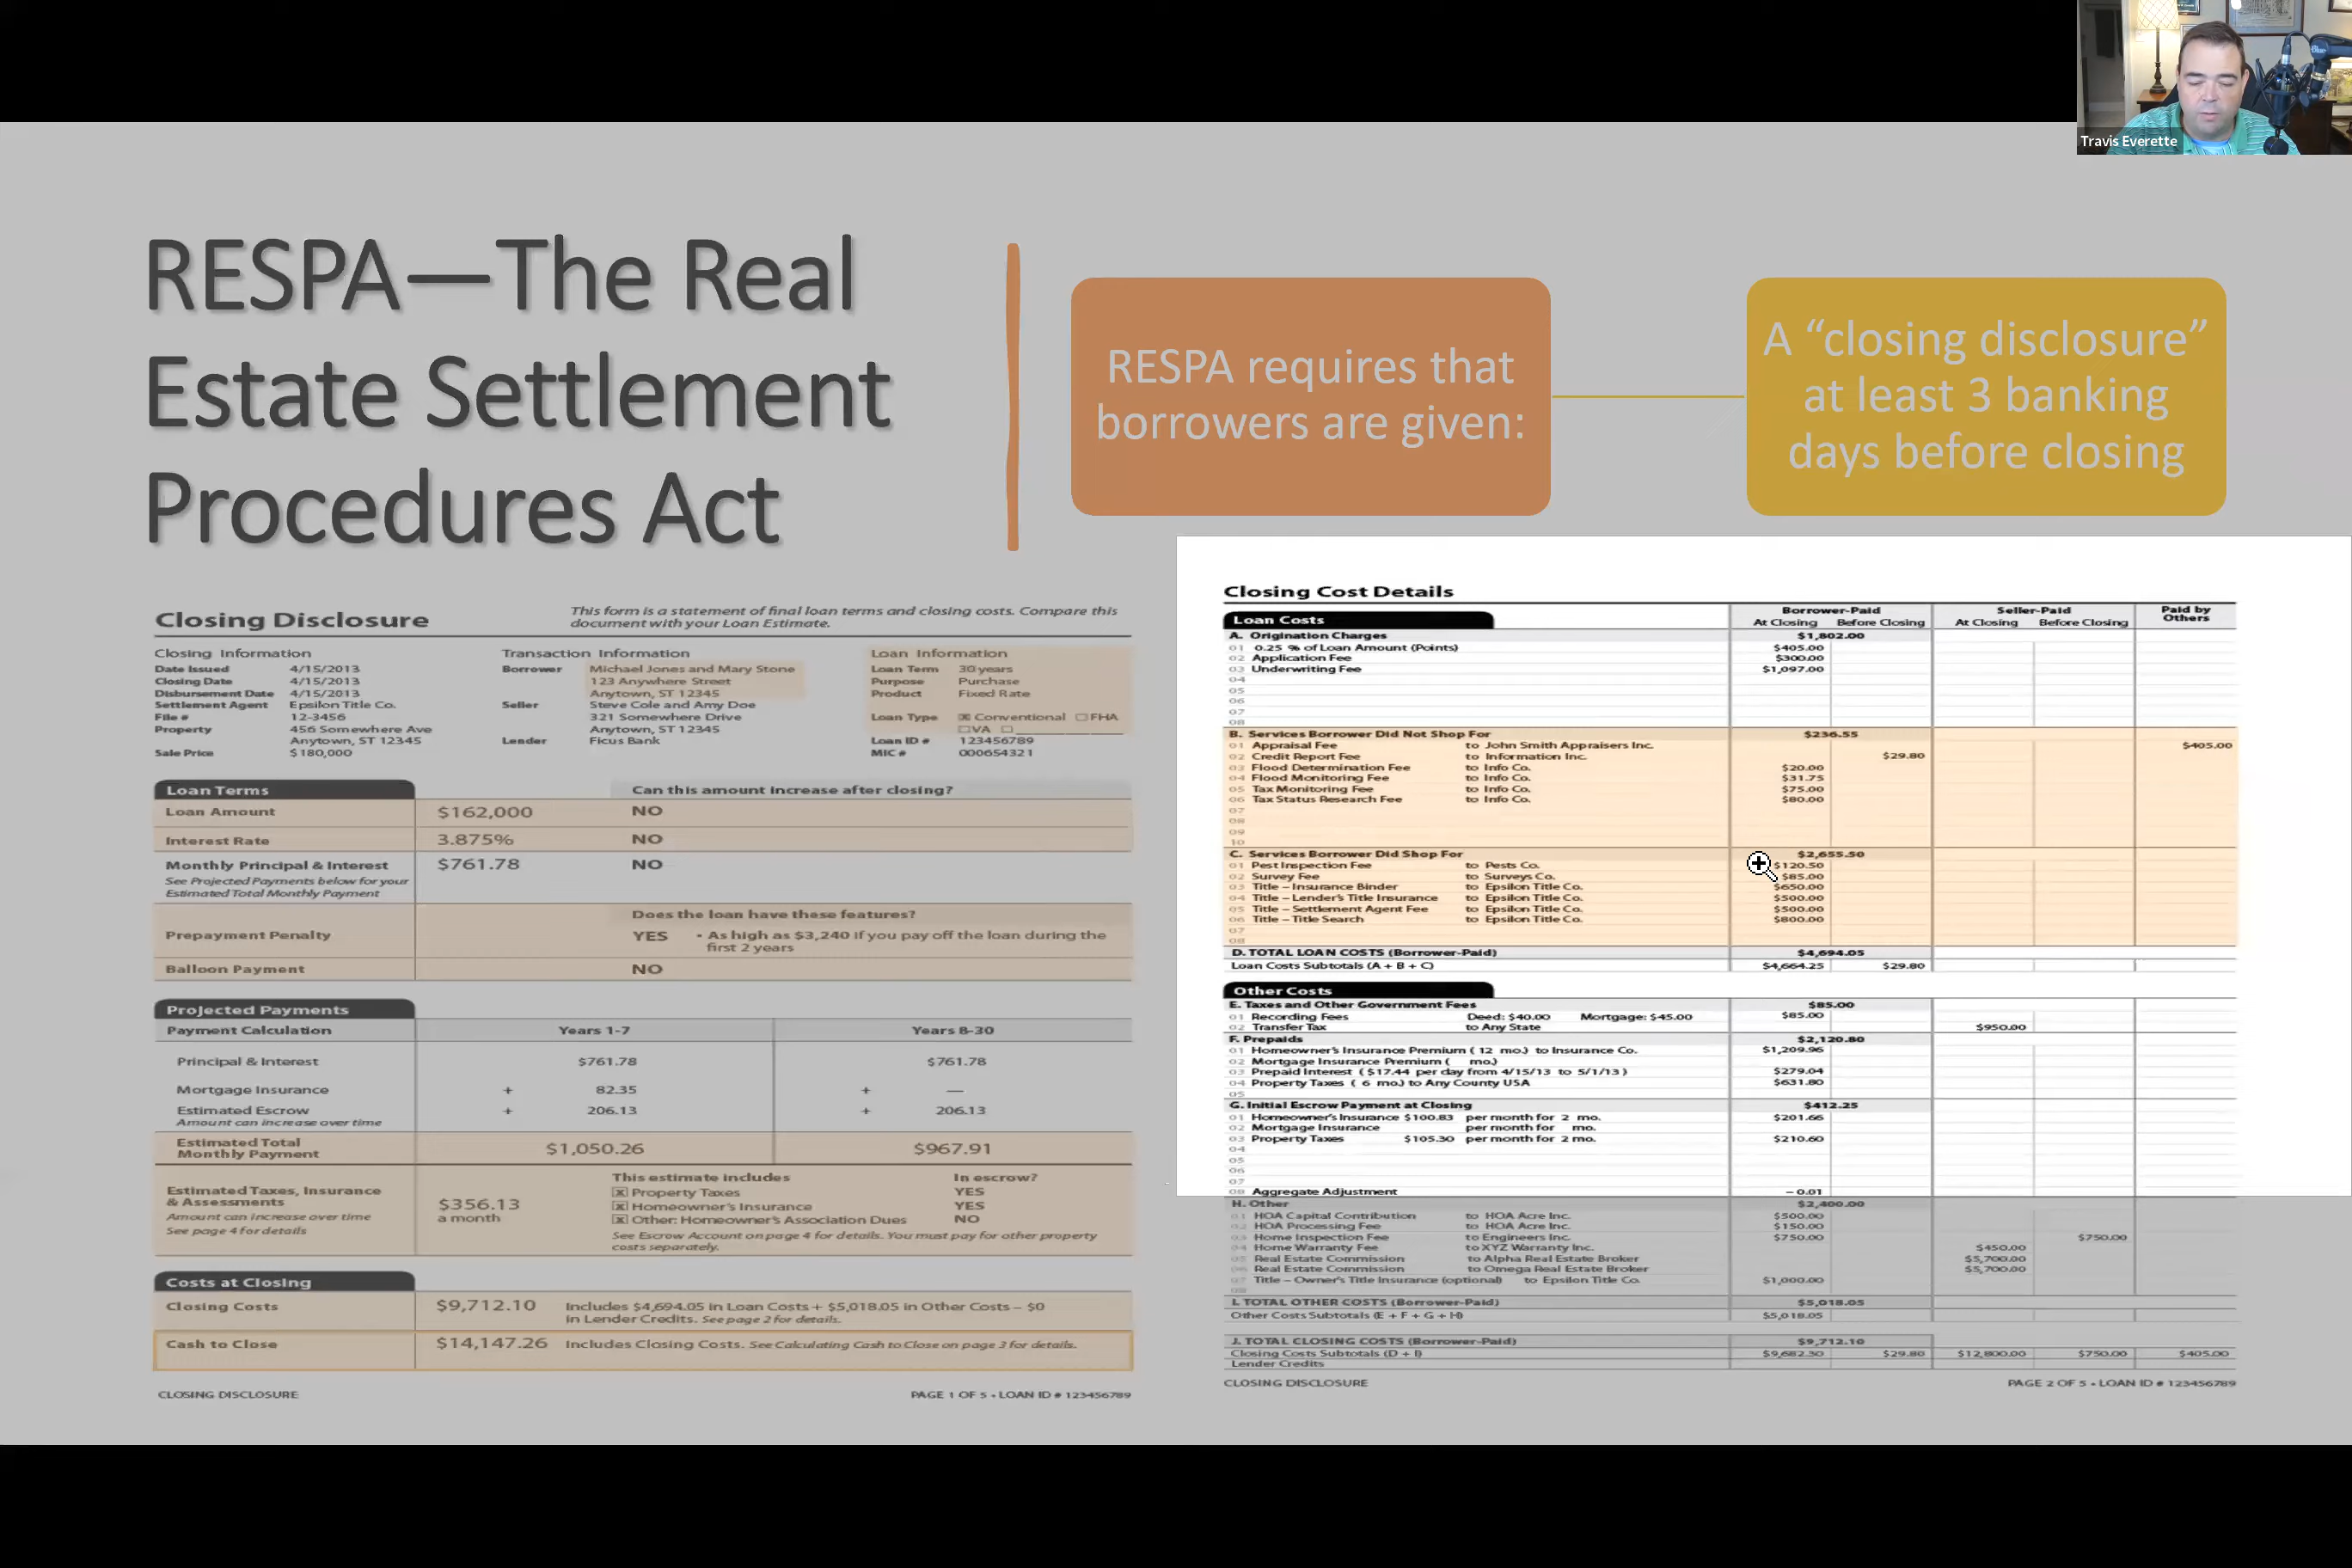 Travis Everette
RESPA—The Real
Estate Settlement
Procedures Act
RESPA requires that
borrowers are given:
A “closing disclosure”
at least 3 banking
days before closing
Closing Disclosure
This form is a statement of final loan terms and closing costs. Compare this
document with your Loan Estimate.
Closing Information
Date Issued 4/15/2013
Closing Date 4/15/2013
Disbursement Date 4/15/2013
Settlement Agent Epsilon Title Co.
File # 12-3456
Property 456 Somewhere Ave
Anytown, ST 12345
Sale Price $180,000
Transaction Information
Borrower Michael Jones and Mary Stone
123 Anywhere Street
Anytown, ST 12345
Seller Steve Cole and Amy Doe
321 Somewhere Drive
Anytown, ST 12345
Lender Ficus Bank
Loan Information
Loan Term 30 years
Purpose Purchase
Product Fixed Rate
Loan Type ☒ Conventional ☐ FHA
☐ VA ☐
Loan ID # 123456789
MIC # 000654321
Loan Terms Can this amount increase after closing?
Loan Amount $162,000 NO
Interest Rate 3.875% NO
Monthly Principal & Interest $761.78 NO
See Projected Payments below for your
Estimated Total Monthly Payment
Does the loan have these features?
Prepayment Penalty YES • As high as $3,240 if you pay off the loan during the
first 2 years
Balloon Payment NO
Projected Payments
Payment Calculation Years 1-7 Years 8-30
Principal & Interest $761.78 $761.78
Mortgage Insurance + 82.35 + —
Estimated Escrow + 206.13 + 206.13
Amount can increase over time
Estimated Total
Monthly Payment $1,050.26 $967.91
Estimated Taxes, Insurance
& Assessments
Amount can increase over time
See page 4 for details
$356.13
a month
This estimate includes In escrow?
☒ Property Taxes YES
☒ Homeowner's Insurance YES
☒ Other: Homeowner's Association Dues NO
See Escrow Account on page 4 for details. You must pay for other property
costs separately.
Costs at Closing
Closing Costs $9,712.10 Includes $4,694.05 in Loan Costs + $5,018.05 in Other Costs – $0
in Lender Credits. See page 2 for details.
Cash to Close $14,147.26 Includes Closing Costs. See Calculating Cash to Close on page 3 for details.
CLOSING DISCLOSURE PAGE 1 OF 5 • LOAN ID # 123456789
Closing Cost Details
Loan Costs
Borrower-Paid Seller-Paid Paid by
Others
At Closing Before Closing At Closing Before Closing
A. Origination Charges $1,802.00
01 0.25 % of Loan Amount (Points) $405.00
02 Application Fee $300.00
03 Underwriting Fee $1,097.00
04
05
06
07
08
B. Services Borrower Did Not Shop For $236.55
01 Appraisal Fee to John Smith Appraisers Inc. $405.00
02 Credit Report Fee to Information Inc. $29.80
03 Flood Determination Fee to Info Co. $20.00
04 Flood Monitoring Fee to Info Co. $31.75
05 Tax Monitoring Fee to Info Co. $75.00
06 Tax Status Research Fee to Info Co. $80.00
07
08
09
10
C. Services Borrower Did Shop For $2,655.50
01 Pest Inspection Fee to Pests Co. $120.50
02 Survey Fee to Surveys Co. $85.00
03 Title – Insurance Binder to Epsilon Title Co. $650.00
04 Title – Lender's Title Insurance to Epsilon Title Co. $500.00
05 Title – Settlement Agent Fee to Epsilon Title Co. $500.00
06 Title – Title Search to Epsilon Title Co. $800.00
07
08
D. TOTAL LOAN COSTS (Borrower-Paid) $4,694.05
Loan Costs Subtotals (A + B + C) $4,664.25 $29.80
Other Costs
E. Taxes and Other Government Fees $85.00
01 Recording Fees Deed: $40.00 Mortgage: $45.00 $85.00
02 Transfer Tax to Any State $950.00
F. Prepaids $2,120.80
01 Homeowner's Insurance Premium ( 12 mo.) to Insurance Co. $1,209.96
02 Mortgage Insurance Premium ( mo.)
03 Prepaid Interest ( $17.44 per day from 4/15/13 to 5/1/13 ) $279.04
04 Property Taxes ( 6 mo.) to Any County USA $631.80
05
G. Initial Escrow Payment at Closing $412.25
01 Homeowner's Insurance $100.83 per month for 2 mo. $201.66
02 Mortgage Insurance per month for mo.
03 Property Taxes $105.30 per month for 2 mo. $210.60
04
05
06
07
08 Aggregate Adjustment – 0.01
H. Other $2,400.00
01 HOA Capital Contribution to HOA Acre Inc. $500.00
02 HOA Processing Fee to HOA Acre Inc. $150.00
03 Home Inspection Fee to Engineers Inc. $750.00 $750.00
04 Home Warranty Fee to XYZ Warranty Inc. $450.00
05 Real Estate Commission to Alpha Real Estate Broker $5,700.00
06 Real Estate Commission to Omega Real Estate Broker $5,700.00
07 Title – Owner's Title Insurance (optional) to Epsilon Title Co. $1,000.00
08
I. TOTAL OTHER COSTS (Borrower-Paid) $5,018.05
Other Costs Subtotals (E + F + G + H) $5,018.05
J. TOTAL CLOSING COSTS (Borrower-Paid) $9,712.10
Closing Costs Subtotals (D + I) $9,682.30 $29.80 $12,800.00 $750.00 $405.00
Lender Credits
CLOSING DISCLOSURE PAGE 2 OF 5 • LOAN ID # 123456789